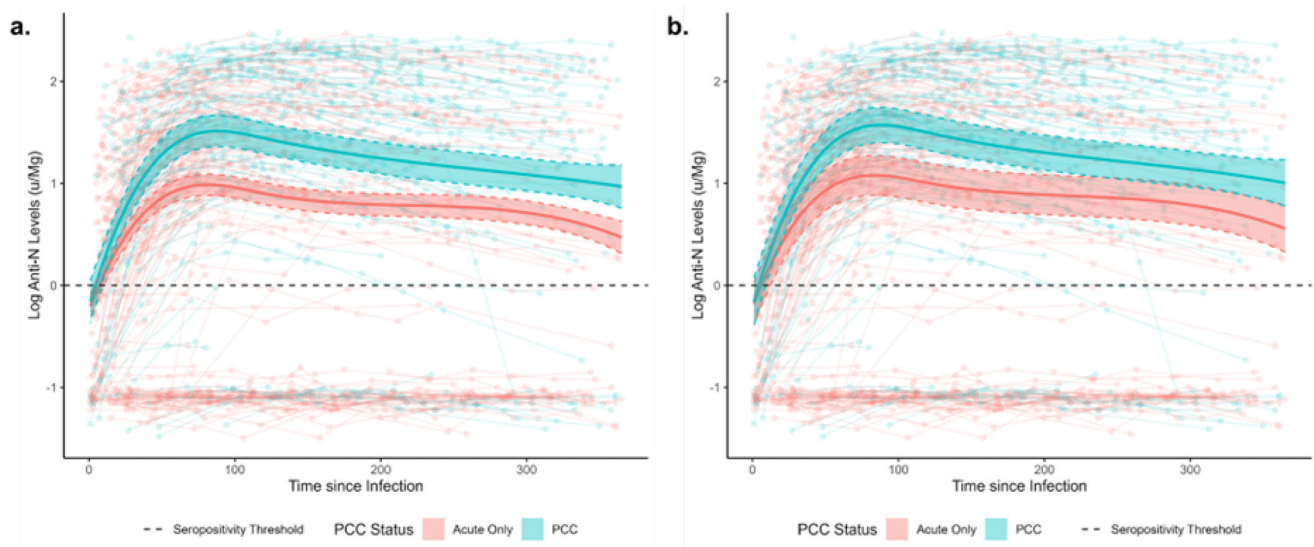 a.
Log Anti-N Levels (u/Mg)
2
1
0
-1
0 100 200 300
Time since Infection
Seropositivity Threshold PCC Status Acute Only PCC
b.
Log Anti-N Levels (u/Mg)
2
1
0
-1
0 100 200 300
Time since Infection
PCC Status Acute Only PCC Seropositivity Threshold